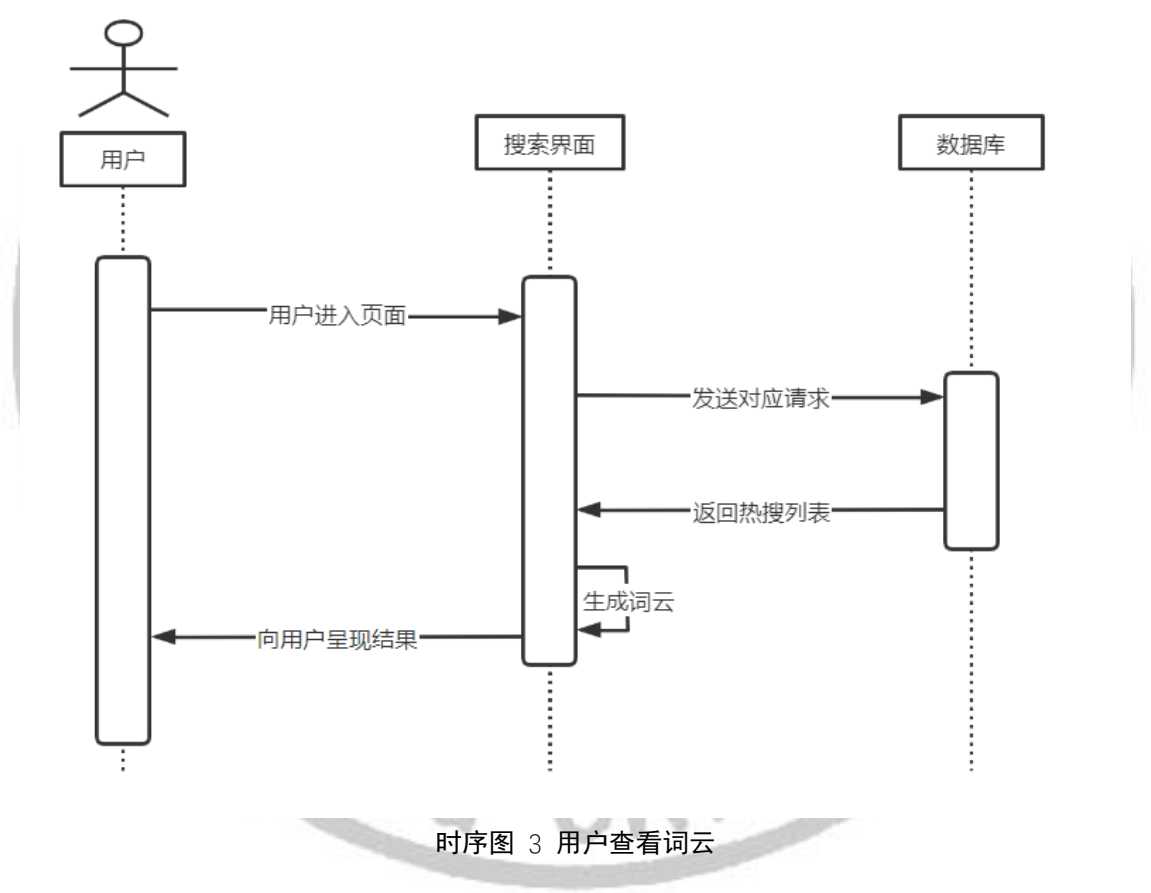 用户
搜索界面
数据库
用户进入页面
发送对应请求
返回热搜列表
生成词云
向用户呈现结果
时序图 3 用户查看词云